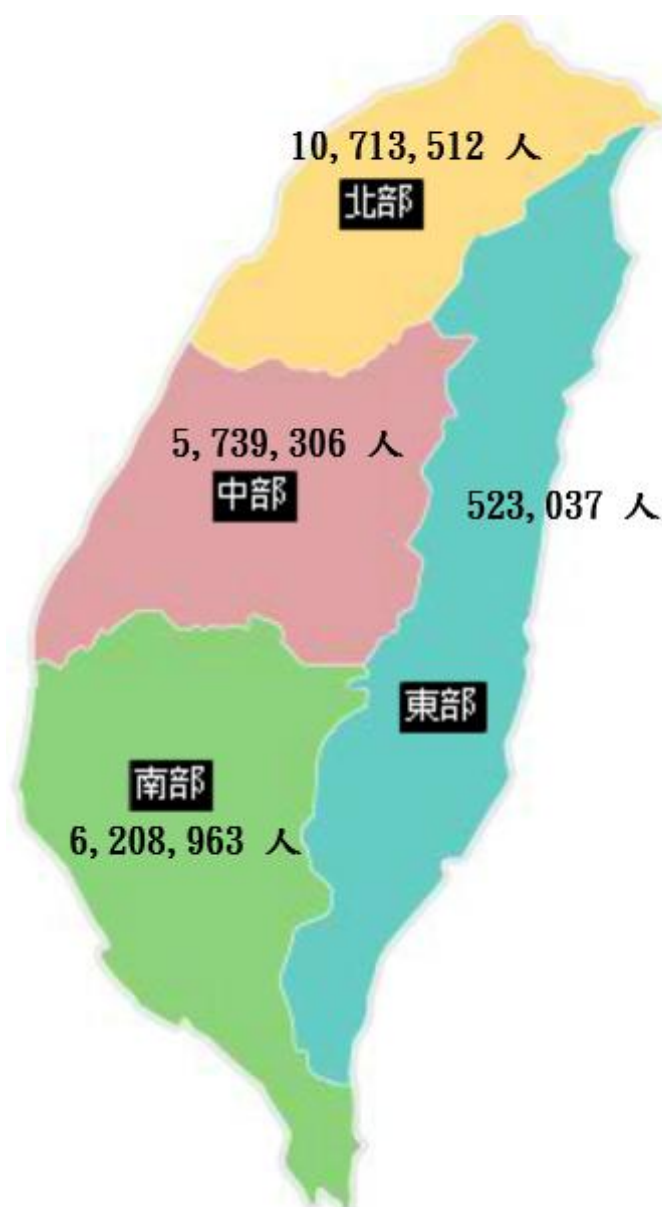 10,713,512 人
北部
5,739,306 人
中部
523,037 人
東部
南部
6,208,963 人